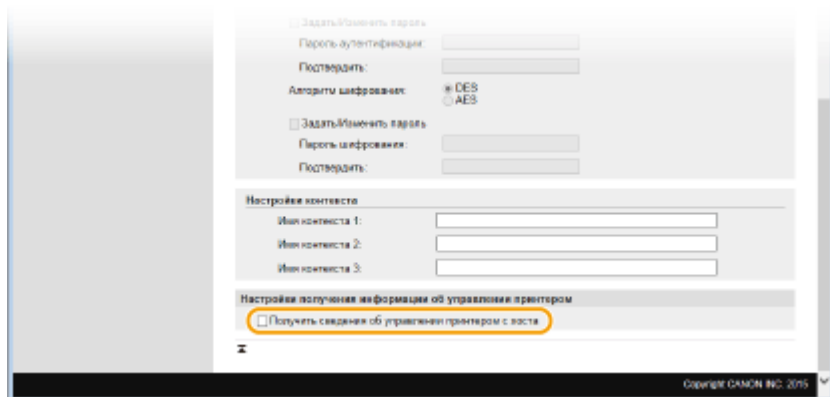 Задать/Изменить пароль
Пароль аутентификации:
Подтвердить:
Алгоритм шифрования:
DES
AES
Задать/Изменить пароль
Пароль шифрования:
Подтвердить:
Настройки контекста
Имя контекста 1:
Имя контекста 2:
Имя контекста 3:
Настройки получения информации об управлении принтером
Получить сведения об управлении принтером с хоста
Copyright CANON INC. 2015